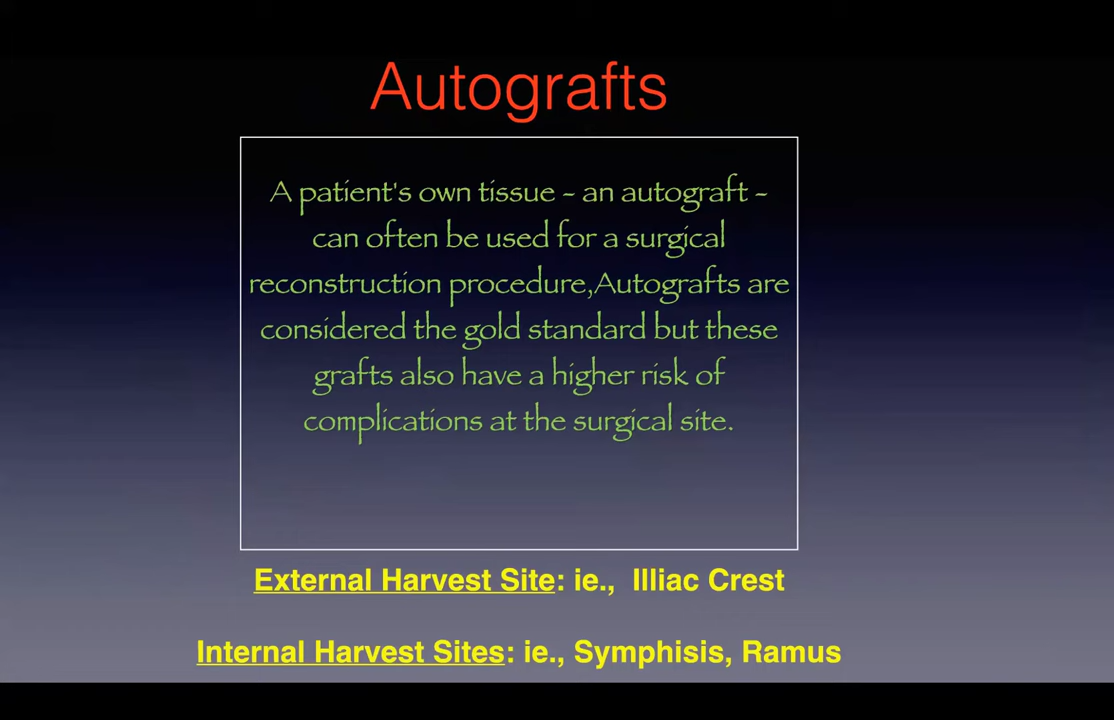 Autografts
A patient's own tissue - an autograft -
can often be used for a surgical
reconstruction procedure,Autografts are
considered the gold standard but these
grafts also have a higher risk of
complications at the surgical site.
External Harvest Site: ie., Illiac Crest
Internal Harvest Sites: ie., Symphisis, Ramus